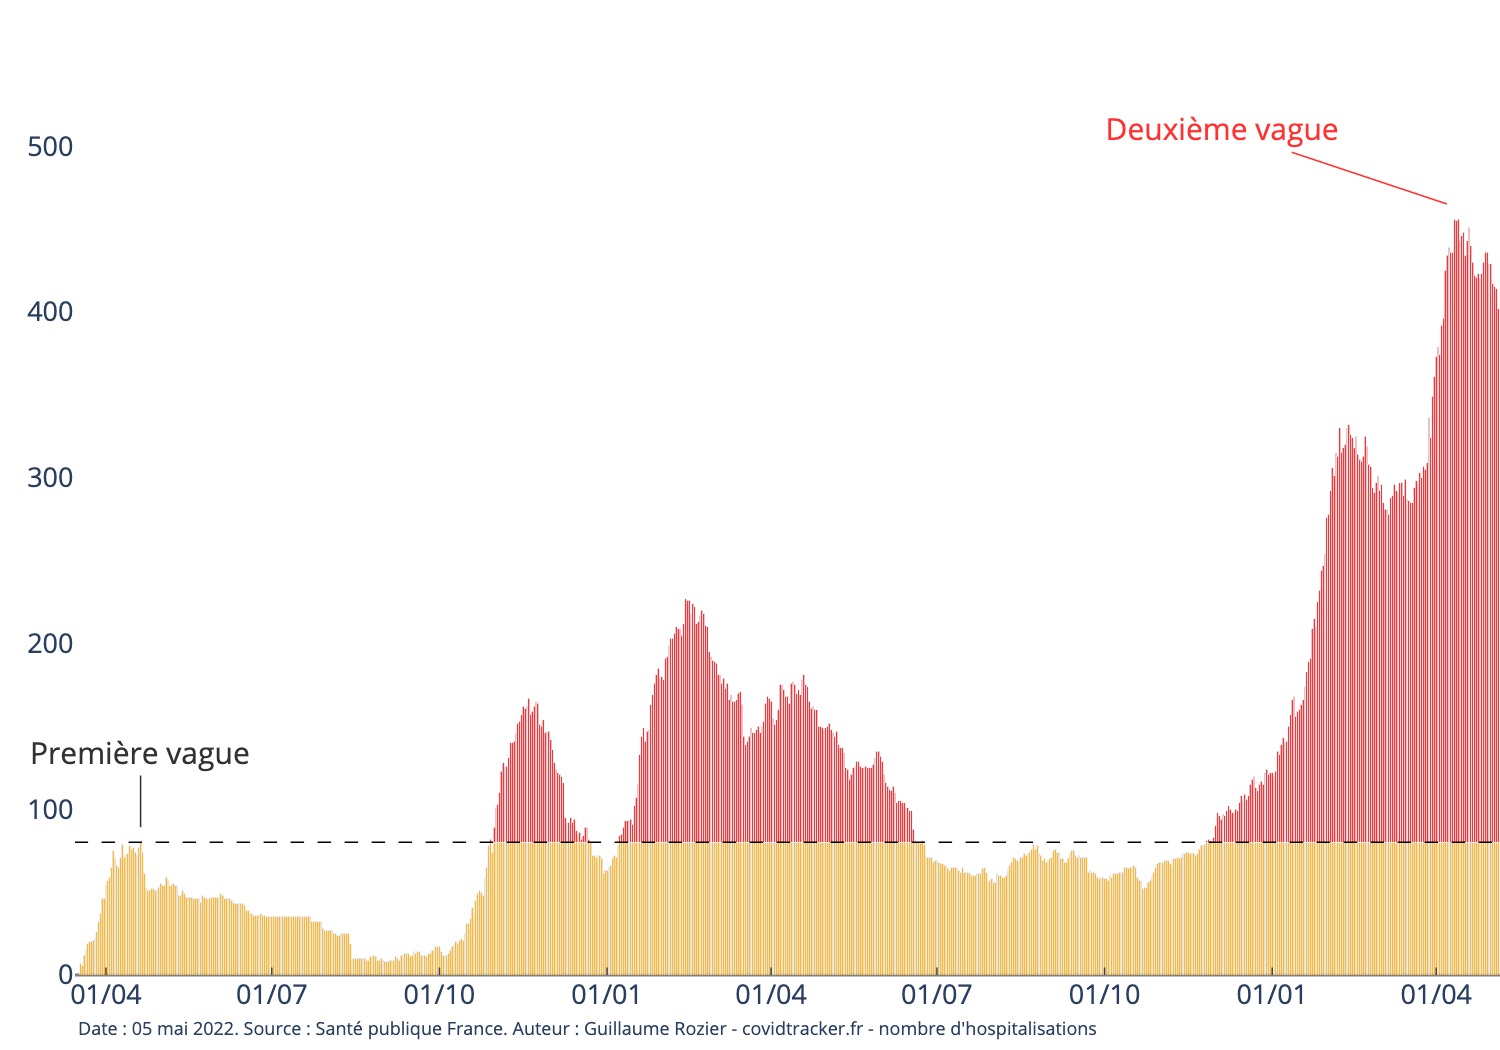 Deuxième vague
500
400
300
200
Première vague
100
0
01/04 01/07 01/10 01/01 01/04 01/07 01/10 01/01 01/04
Date : 05 mai 2022. Source : Santé publique France. Auteur : Guillaume Rozier - covidtracker.fr - nombre d'hospitalisations